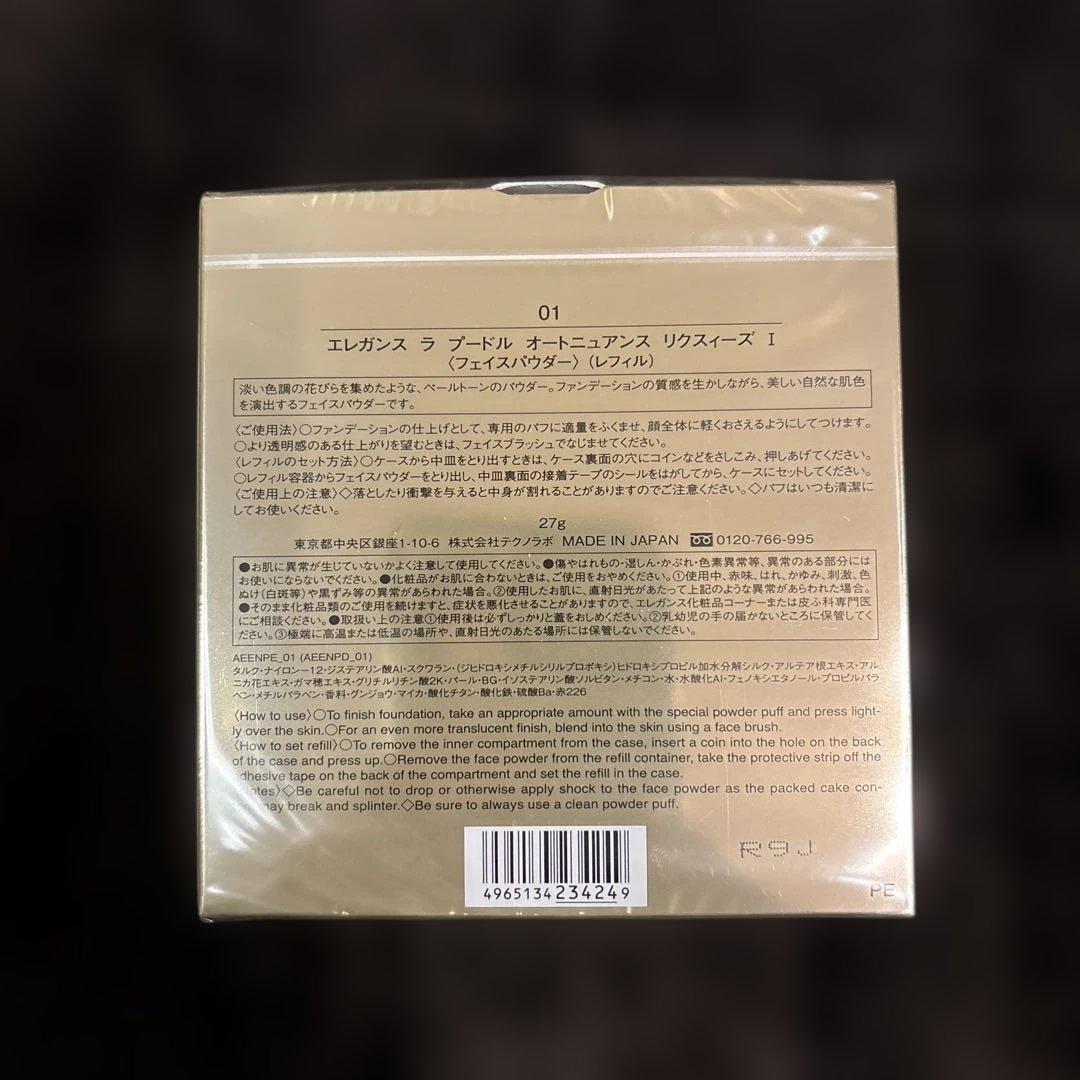 01
エレガンス ラ プードル オートニュアンス リクスィーズ I
〈フェイスパウダー〉(レフィル)
淡い色調の花びらを集めたような、ペールトーンのパウダー。ファンデーションの質感を生かしながら、美しい自然な肌色
を演出するフェイスパウダーです。
〈ご使用法〉○ファンデーションの仕上げとして、専用のパフに適量をふくませ、顔全体に軽くおさえるようにしてつけます。
○より透明感のある仕上がりを望むときは、フェイスブラッシュでなじませてください。
〈レフィルのセット方法〉○ケースから中皿をとり出すときは、ケース裏面の穴にコインなどをさしこみ、押しあげてください。
○レフィル容器からフェイスパウダーをとり出し、中皿裏面の接着テープのシールをはがしてから、ケースにセットしてください。
〈ご使用上の注意〉◇落としたり衝撃を与えると中身が割れることがありますのでご注意ください。◇パフはいつも清潔に
してお使いください。
27g
東京都中央区銀座1-10-6 株式会社テクノラボ MADE IN JAPAN 0120-766-995
●お肌に異常が生じていないかよく注意して使用してください。●傷やはれもの・湿しん・かぶれ・色素異常等、異常のある部分には
お使いにならないでください。●化粧品がお肌に合わないときは、ご使用をおやめください。①使用中、赤味、はれ、かゆみ、刺激、色
ぬけ(白斑等)や黒ずみ等の異常があらわれた場合。②使用したお肌に、直射日光があたって上記のような異常があらわれた場合。
●そのまま化粧品類のご使用を続けますと、症状を悪化させることがありますので、エレガンス化粧品コーナーまたは皮ふ科専門医
にご相談ください。●取扱い上の注意①使用後は必ずしっかりと蓋をおしめください。②乳幼児の手の届かないところに保管してく
ださい。③極端に高温または低温の場所や、直射日光のあたる場所には保管しないでください。
AEENPE_01 (AEENPD_01)
タルク・ナイロン-12・ジステアリン酸Al・スクワラン・(ジヒドロキシメチルシリルプロポキシ)ヒドロキシプロピル加水分解シルク・アルテア根エキス・アル
ニカ花エキス・ガマ穂エキス・グリチルリチン酸2K・パール・BG・イソステアリン酸ソルビタン・メチコン・水・水酸化Al・フェノキシエタノール・プロピルパラ
ベン・メチルパラベン・香料・グンジョウ・マイカ・酸化チタン・酸化鉄・硫酸Ba・赤226
〈How to use〉○To finish foundation, take an appropriate amount with the special powder puff and press light-
ly over the skin.○For an even more translucent finish, blend into the skin using a face brush.
〈How to set refill〉○To remove the inner compartment from the case, insert a coin into the hole on the back
of the case and press up.○Remove the face powder from the refill container, take the protective strip off the
adhesive tape on the back of the compartment and set the refill in the case.
〈Notes〉◇Be careful not to drop or otherwise apply shock to the face powder as the packed cake con-
tent may break and splinter.◇Be sure to always use a clean powder puff.
4965134234249
R9J
PE